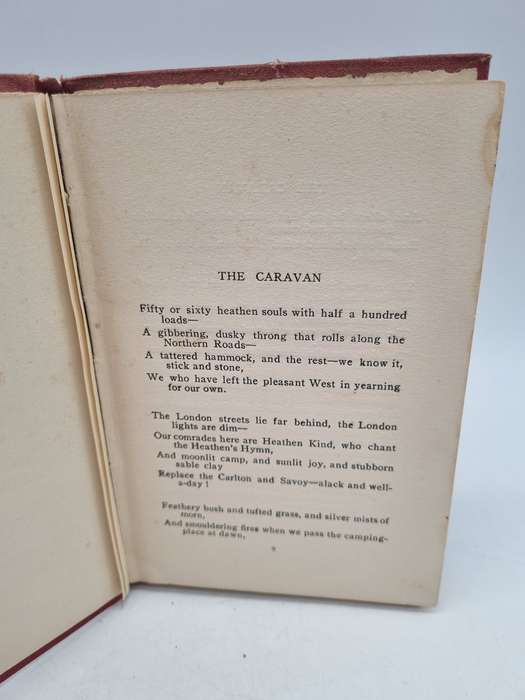 THE CARAVAN
Fifty or sixty heathen souls with half a hundred
loads—
A gibbering, dusky throng that rolls along the
Northern Roads—
A tattered hammock, and the rest—we know it,
stick and stone,
We who have left the pleasant West in yearning
for our own.
The London streets lie far behind, the London
lights are dim—
Our comrades here are Heathen Kind, who chant
the Heathen's Hymn,
And moonlit camp, and sunlit joy, and stubborn
sable clay
Replace the Carlton and Savoy—alack and well-
a-day !
Feathery bush and tufted grass, and silver mists of
morn,
And smouldering fires when we pass the camping-
place at dawn,
9